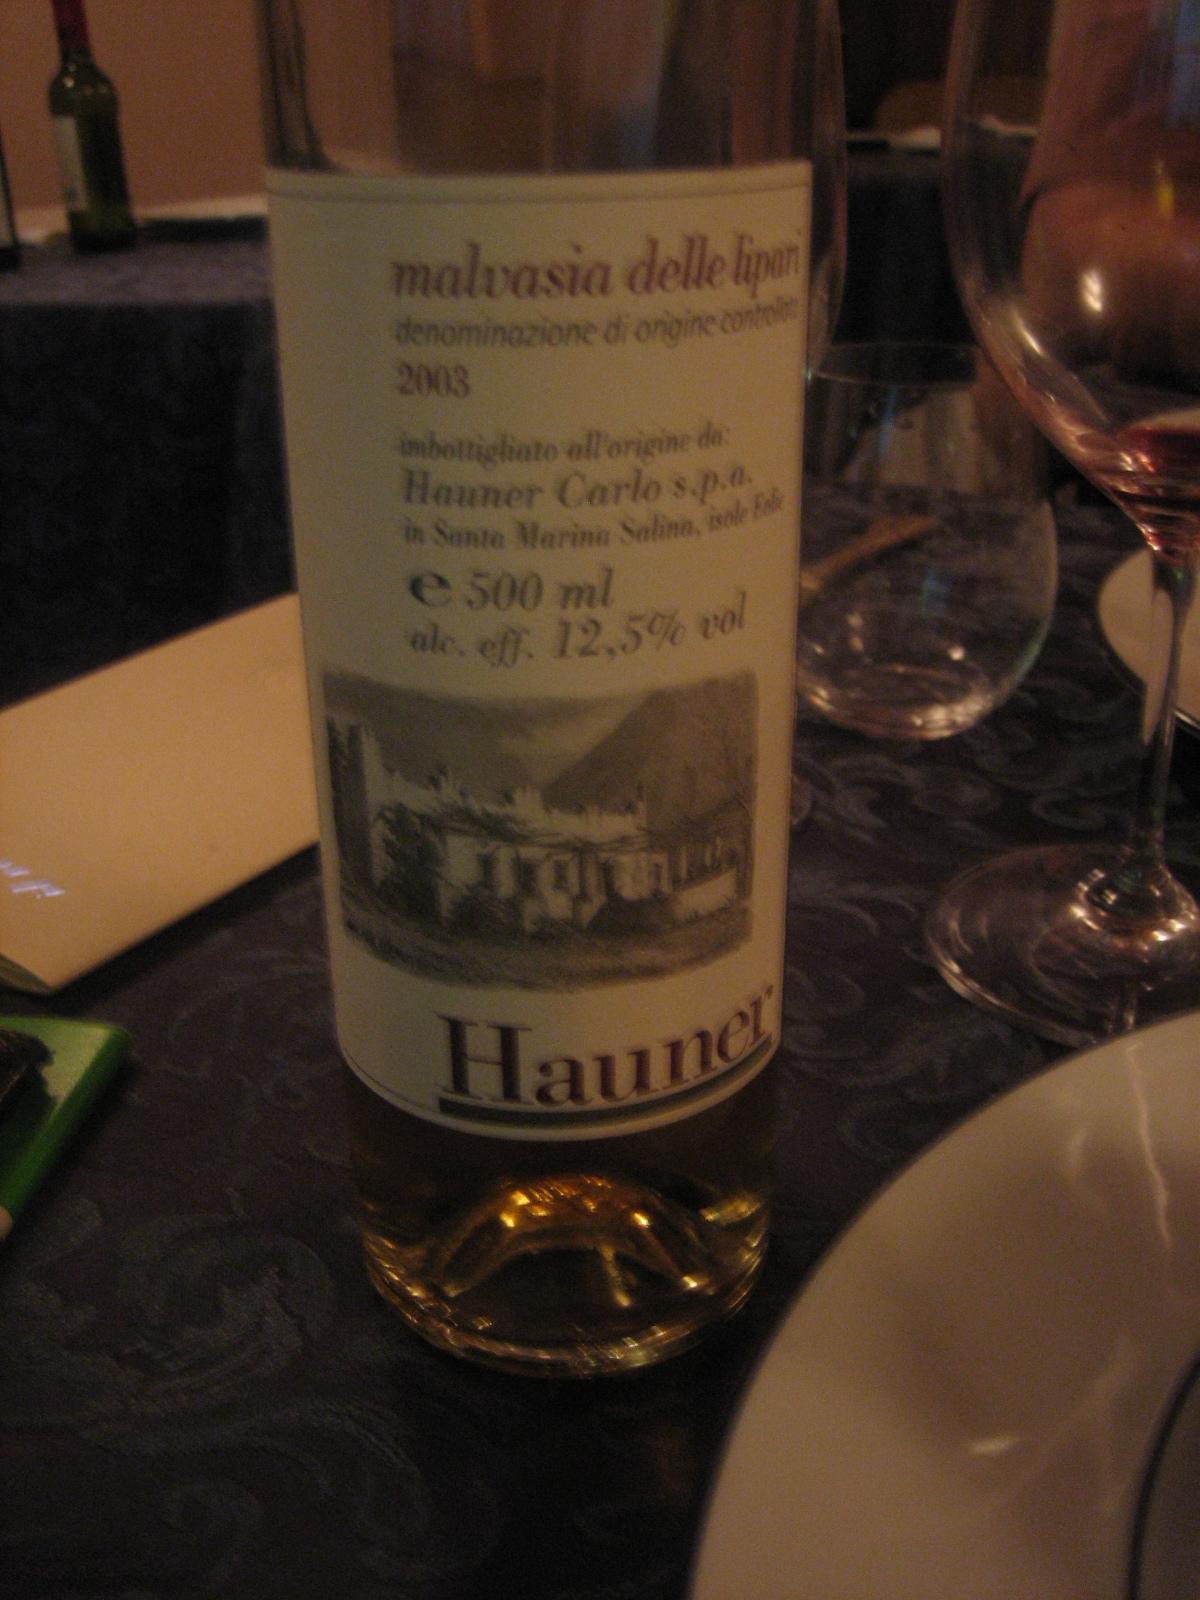 malvasia delle lipari
denominazione di origine controllata
2003
imbottigliato all'origine da:
Hauner Carlo s.p.a.
in Santa Marina Salina, isole Eolie
e 500 ml
alc. eff. 12,5% vol
Hauner